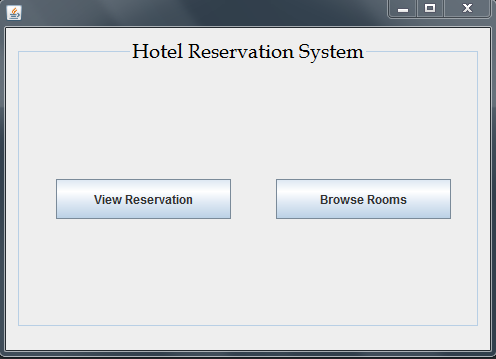 Hotel Reservation System
View Reservation
Browse Rooms